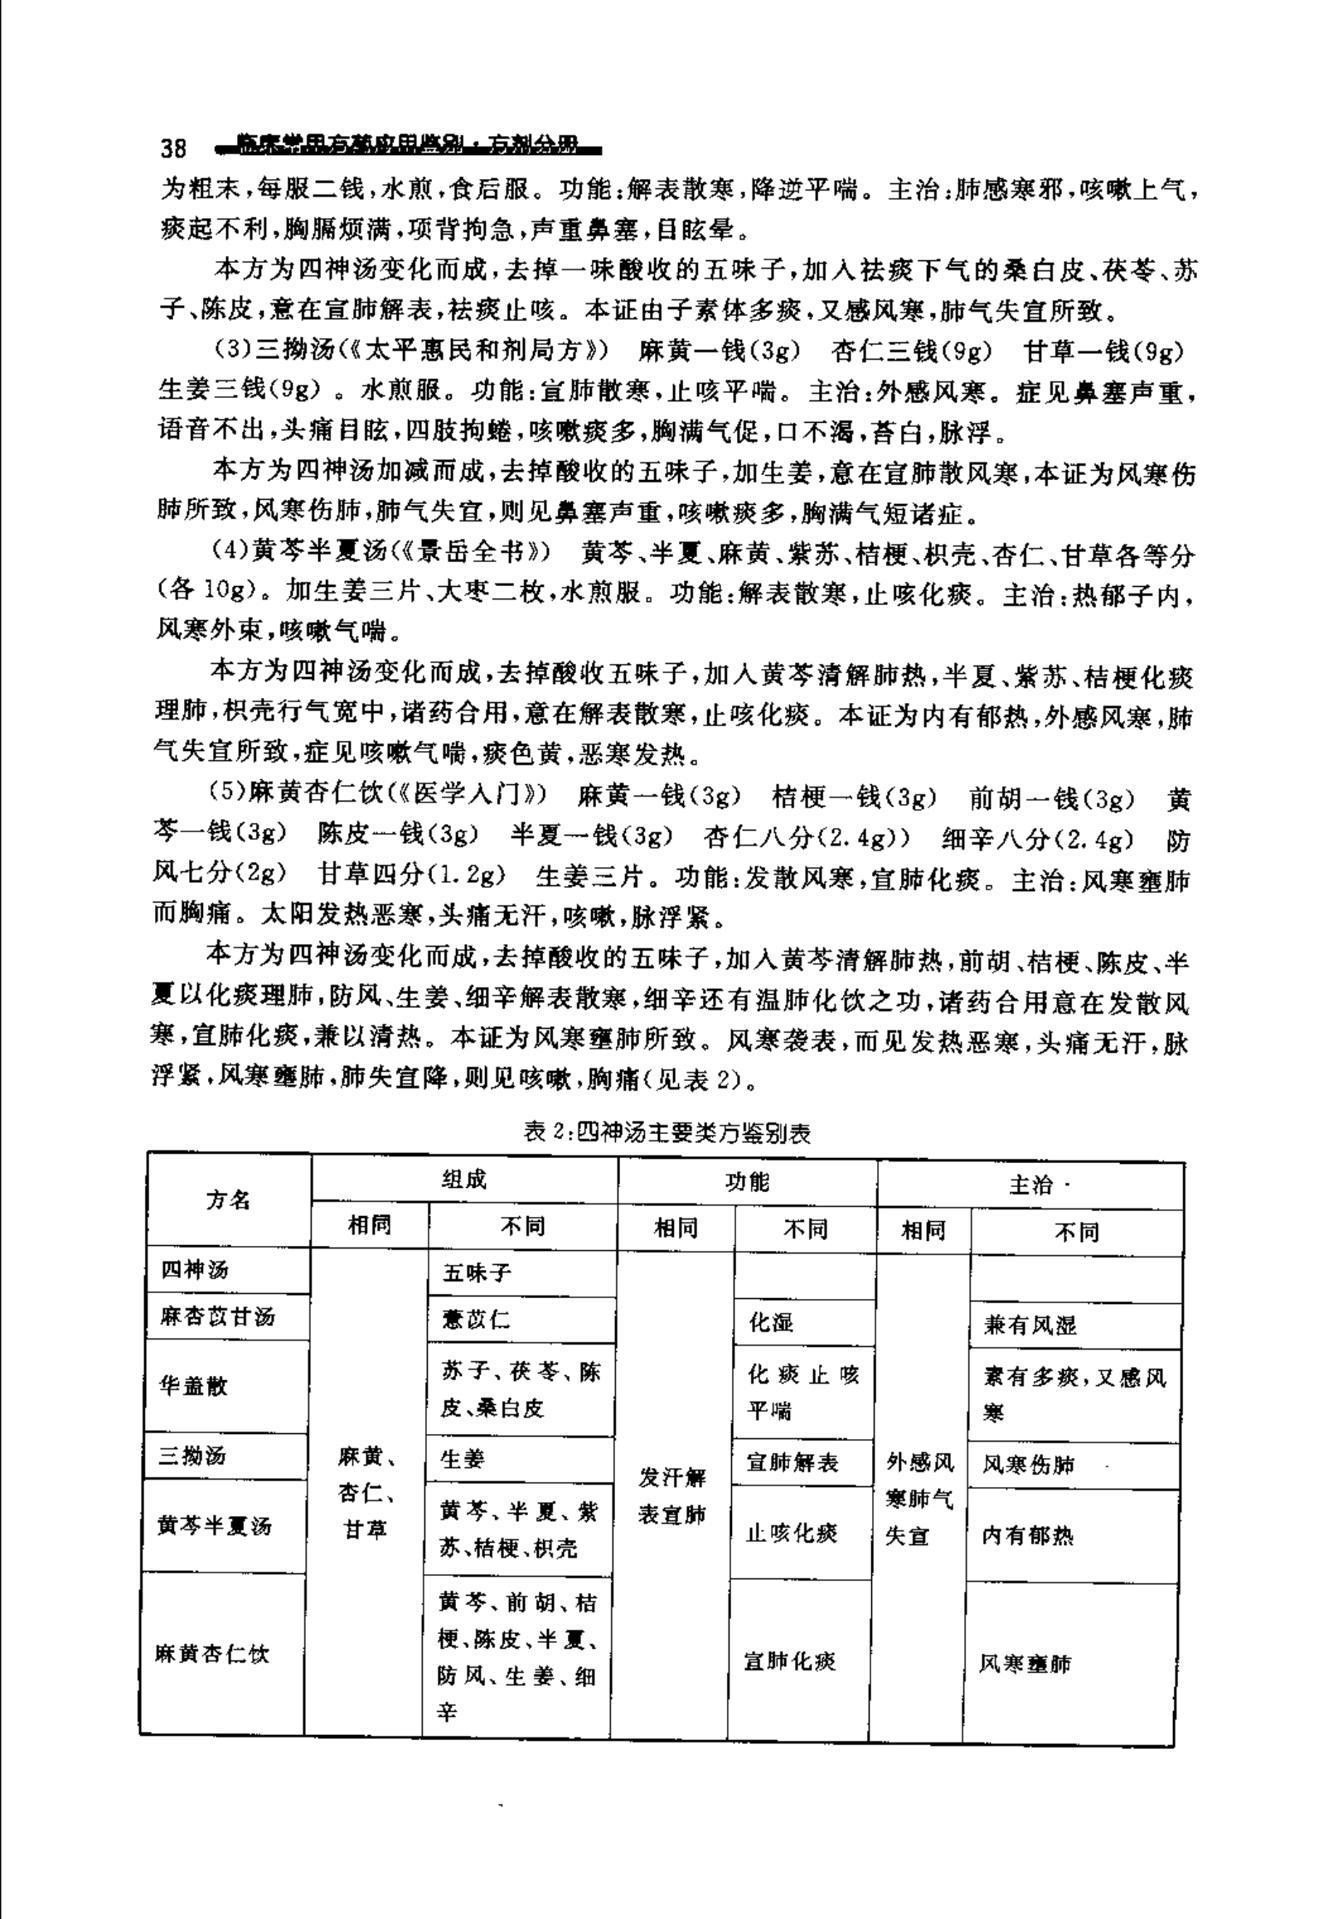 38 临床常用方药应用鉴别·方剂分册
为粗末,每服二钱,水煎,食后服。功能:解表散寒,降逆平喘。主治:肺感寒邪,咳嗽上气,
痰起不利,胸膈烦满,项背拘急,声重鼻塞,目眩晕。
本方为四神汤变化而成,去掉一味酸收的五味子,加入祛痰下气的桑白皮、茯苓、苏
子、陈皮,意在宣肺解表,祛痰止咳。本证由子素体多痰,又感风寒,肺气失宣所致。
(3)三拗汤(《太平惠民和剂局方》) 麻黄一钱(3g) 杏仁三钱(9g) 甘草一钱(9g)
生姜三钱(9g)。水煎服。功能:宣肺散寒,止咳平喘。主治:外感风寒。症见鼻塞声重,
语音不出,头痛目眩,四肢拘蜷,咳嗽痰多,胸满气促,口不渴,苔白,脉浮。
本方为四神汤加减而成,去掉酸收的五味子,加生姜,意在宣肺散风寒,本证为风寒伤
肺所致,风寒伤肺,肺气失宣,则见鼻塞声重,咳嗽痰多,胸满气短诸症。
(4)黄芩半夏汤(《景岳全书》) 黄芩、半夏、麻黄、紫苏、桔梗、枳壳、杏仁、甘草各等分
(各10g)。加生姜三片、大枣二枚,水煎服。功能:解表散寒,止咳化痰。主治:热郁子内,
风寒外束,咳嗽气喘。
本方为四神汤变化而成,去掉酸收五味子,加入黄芩清解肺热,半夏、紫苏、桔梗化痰
理肺,枳壳行气宽中,诸药合用,意在解表散寒,止咳化痰。本证为内有郁热,外感风寒,肺
气失宣所致,症见咳嗽气喘,痰色黄,恶寒发热。
(5)麻黄杏仁饮(《医学入门》) 麻黄一钱(3g) 桔梗一钱(3g) 前胡一钱(3g) 黄
芩一钱(3g) 陈皮一钱(3g) 半夏一钱(3g) 杏仁八分(2.4g)) 细辛八分(2.4g) 防
风七分(2g) 甘草四分(1.2g) 生姜三片。功能:发散风寒,宣肺化痰。主治:风寒壅肺
而胸痛。太阳发热恶寒,头痛无汗,咳嗽,脉浮紧。
本方为四神汤变化而成,去掉酸收的五味子,加入黄芩清解肺热,前胡、桔梗、陈皮、半
夏以化痰理肺,防风、生姜、细辛解表散寒,细辛还有温肺化饮之功,诸药合用意在发散风
寒,宣肺化痰,兼以清热。本证为风寒壅肺所致。风寒袭表,而见发热恶寒,头痛无汗,脉
浮紧,风寒壅肺,肺失宣降,则见咳嗽,胸痛(见表2)。
表2:四神汤主要类方鉴别表
方名 组成 功能 主治
相同 不同 相同 不同 相同 不同
四神汤 五味子
麻杏苡甘汤 薏苡仁 化湿 兼有风湿
华盖散 苏子、茯苓、陈 化痰止咳 素有多痰,又感风
皮、桑白皮 平喘 寒
三拗汤 麻黄、 生姜 宣肺解表 外感风 风寒伤肺
杏仁、 发汗解 寒肺气
黄芩半夏汤 甘草 黄芩、半夏、紫 表宣肺 止咳化痰 失宣 内有郁热
苏、桔梗、枳壳
黄芩、前胡、桔
梗、陈皮、半夏、
麻黄杏仁饮 防风、生姜、细 宣肺化痰 风寒壅肺
辛